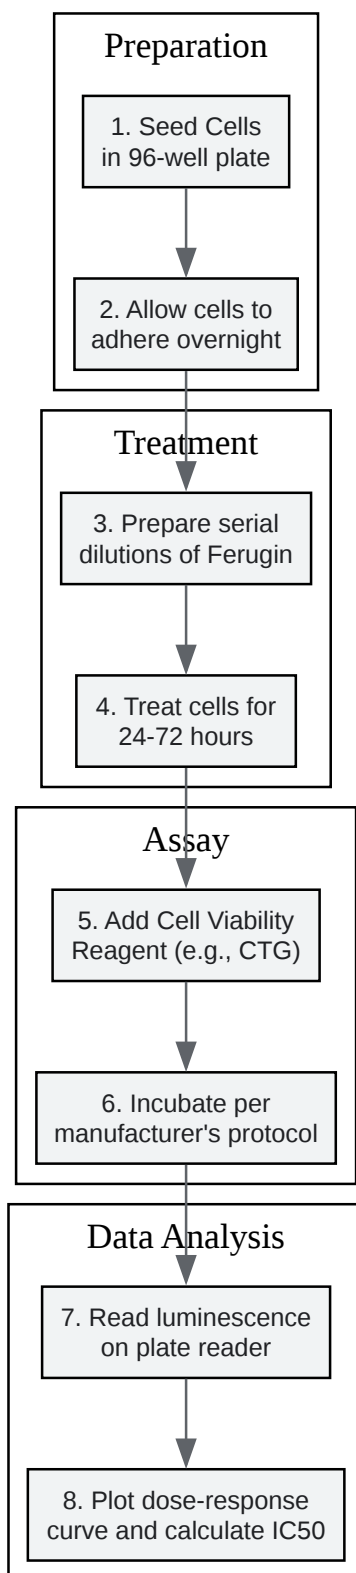 Preparation
1. Seed Cells
in 96-well plate
2. Allow cells to
adhere overnight
Treatment
3. Prepare serial
dilutions of Ferugin
4. Treat cells for
24-72 hours
Assay
5. Add Cell Viability
Reagent (e.g., CTG)
6. Incubate per
manufacturer's protocol
Data Analysis
7. Read luminescence
on plate reader
8. Plot dose-response
curve and calculate IC50